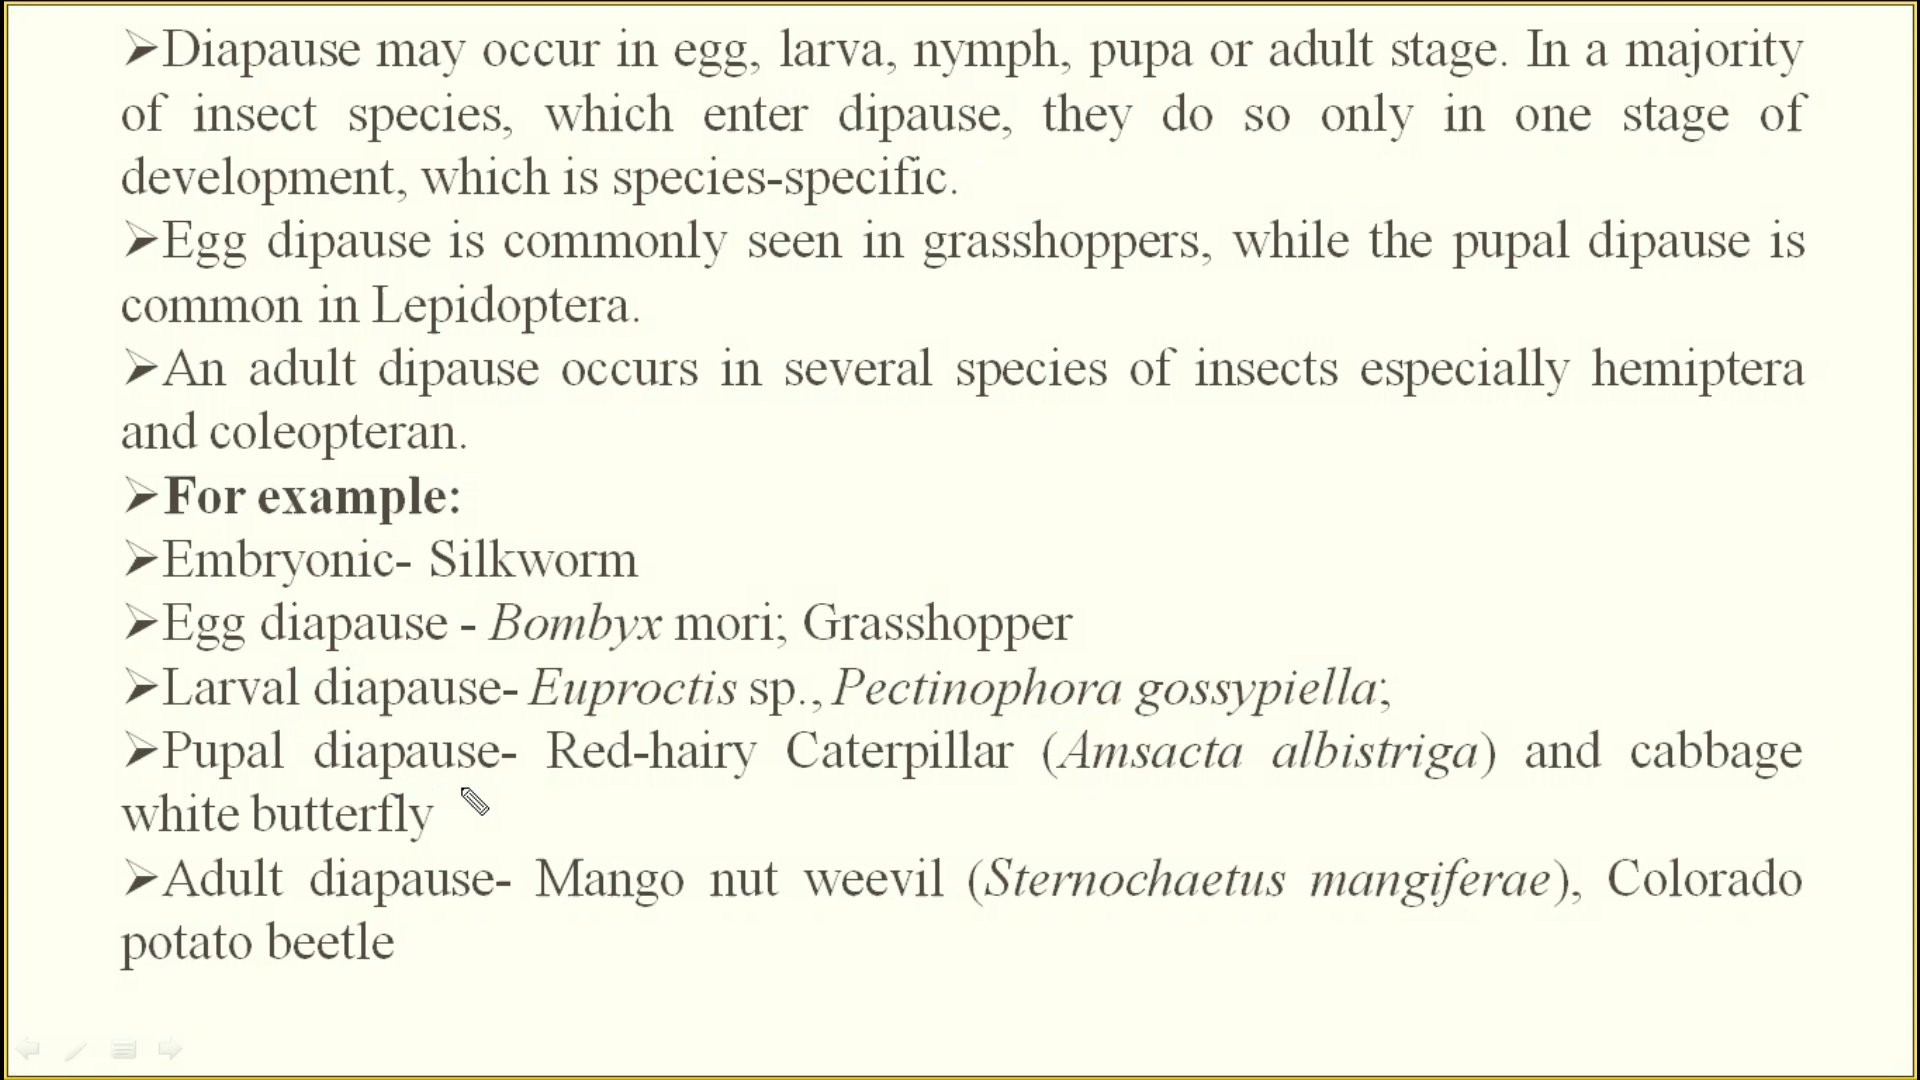 ➢Diapause may occur in egg, larva, nymph, pupa or adult stage. In a majority
of insect species, which enter dipause, they do so only in one stage of
development, which is species-specific.
➢Egg dipause is commonly seen in grasshoppers, while the pupal dipause is
common in Lepidoptera.
➢An adult dipause occurs in several species of insects especially hemiptera
and coleopteran.
➢For example:
➢Embryonic- Silkworm
➢Egg diapause - Bombyx mori; Grasshopper
➢Larval diapause- Euproctis sp., Pectinophora gossypiella;
➢Pupal diapause- Red-hairy Caterpillar (Amsacta albistriga) and cabbage
white butterfly
➢Adult diapause- Mango nut weevil (Sternochaetus mangiferae), Colorado
potato beetle